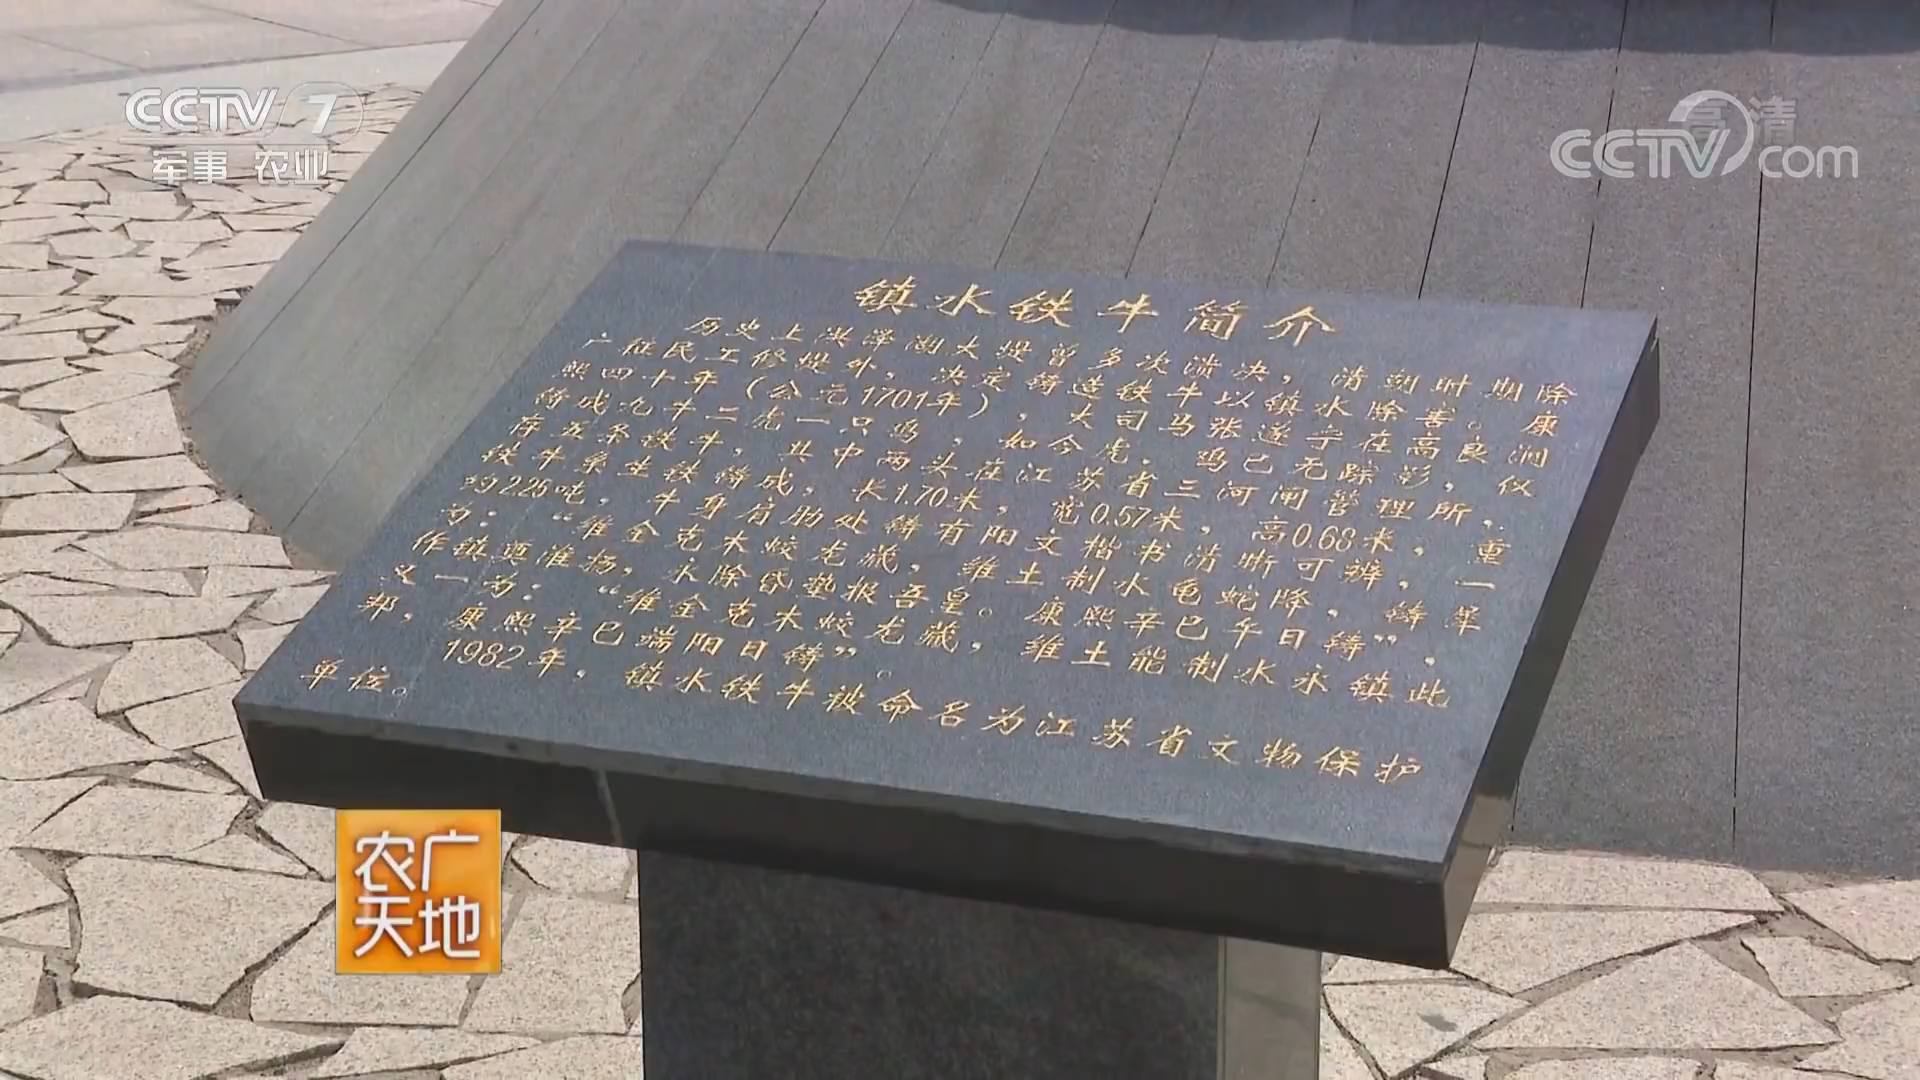 CCTV 7
军事 农业
高清
CCTV com
镇水铁牛简介
历史上洪泽湖大堤曾多次溃决，清朝时期除
广征民工修堤外，决定铸造铁牛以镇水除害。康
熙四十年（公元1701年），大司马张遂宁在高良涧
铸成九牛二虎一只鸡，如今虎，鸡已无踪影，仅
存五条铁牛，其中两头在江苏省三河闸管理所，
铁牛系生铁铸成，长1.70米，宽0.57米，高0.68米，重
约2.25吨，牛身肩肋处铸有阳文楷书清晰可辨，一
为：“维金克木蛟龙藏，维土制水龟蛇降，铸犀
作镇奠淮扬，永除昏垫报吾皇。康熙辛巳午日铸”，
又一为：“维金克木蛟龙藏，维土能制水永镇此
邦，康熙辛巳端阳日铸”。
1982年，镇水铁牛被命名为江苏省文物保护
单位。
农广
天地